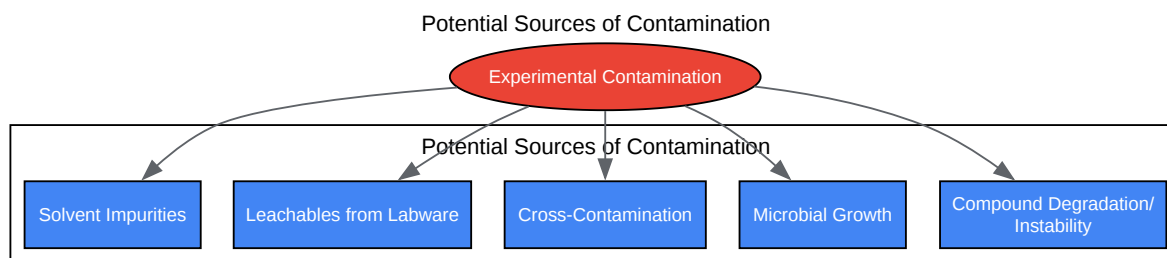 Potential Sources of Contamination
Experimental Contamination
Potential Sources of Contamination
Solvent Impurities
Leachables from Labware
Cross-Contamination
Microbial Growth
Compound Degradation/
Instability